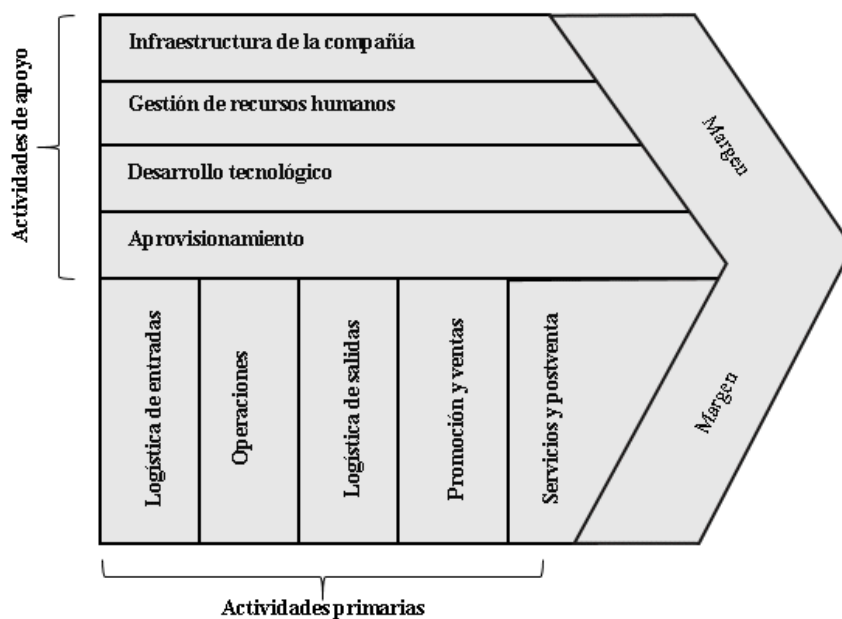 Actividades de apoyo
Infraestructura de la compañía
Gestión de recursos humanos
Desarrollo tecnológico
Aprovisionamiento
Margen
Logística de entradas
Operaciones
Logística de salidas
Promoción y ventas
Servicios y postventa
Margen
Actividades primarias